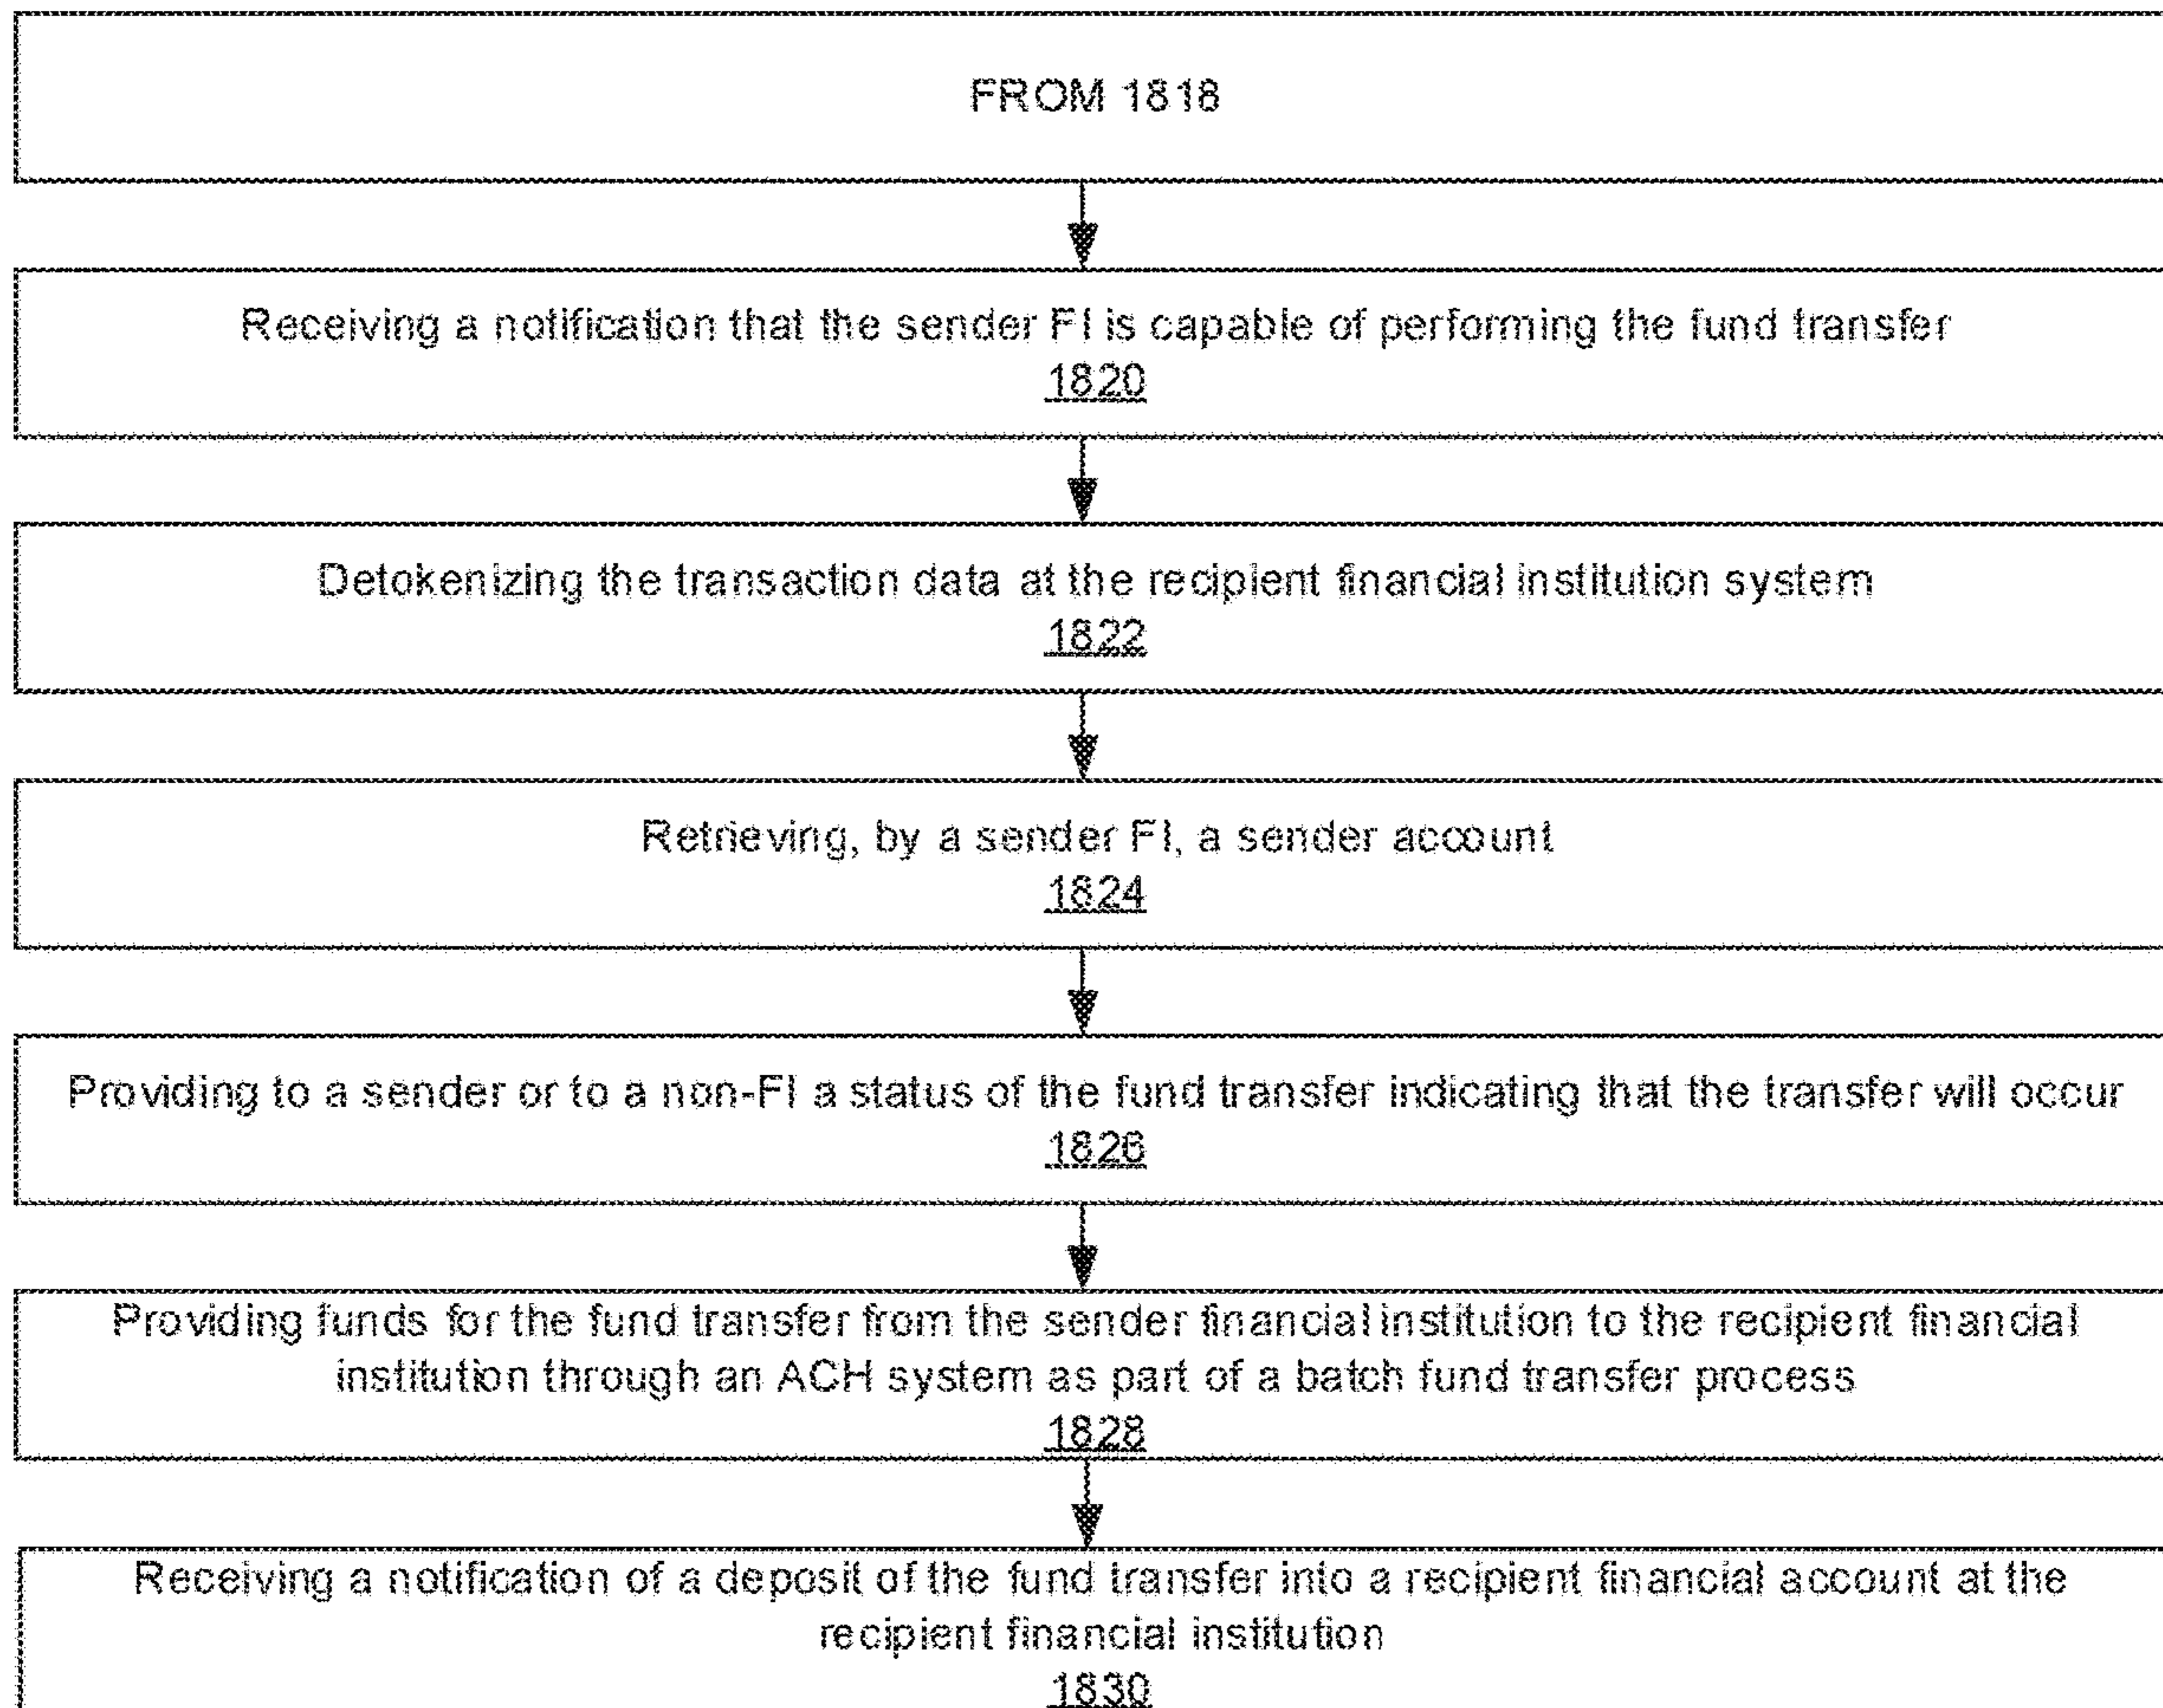 FROM 1818
Receiving a notification that the sender FI is capable of performing the fund transfer
1820
Detokenizing the transaction data at the recipient financial institution system
1822
Retrieving, by a sender FI, a sender account
1824
Providing to a sender or to a non-FI a status of the fund transfer indicating that the transfer will occur
1826
Providing funds for the fund transfer from the sender financial institution to the recipient financial
institution through an ACH system as part of a batch fund transfer process
1828
Receiving a notification of a deposit of the fund transfer into a recipient financial account at the
recipient financial institution
1830